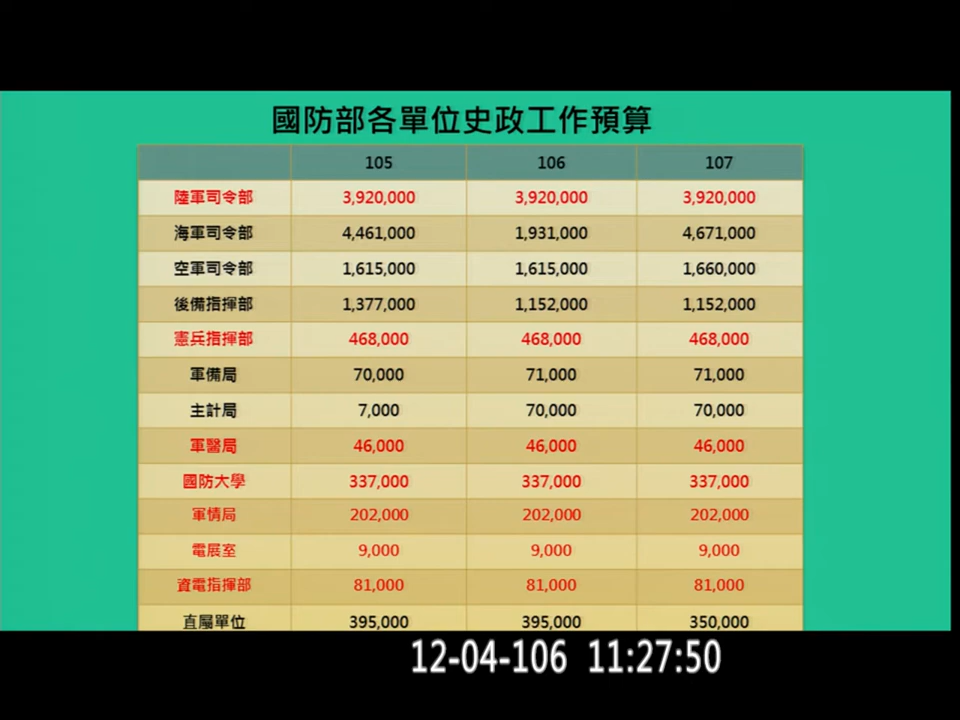 國防部各單位史政工作預算
105 106 107
陸軍司令部 3,920,000 3,920,000 3,920,000
海軍司令部 4,461,000 1,931,000 4,671,000
空軍司令部 1,615,000 1,615,000 1,660,000
後備指揮部 1,377,000 1,152,000 1,152,000
憲兵指揮部 468,000 468,000 468,000
軍備局 70,000 71,000 71,000
主計局 7,000 70,000 70,000
軍醫局 46,000 46,000 46,000
國防大學 337,000 337,000 337,000
軍情局 202,000 202,000 202,000
電展室 9,000 9,000 9,000
資電指揮部 81,000 81,000 81,000
直屬單位 395,000 395,000 350,000
12-04-106 11:27:50